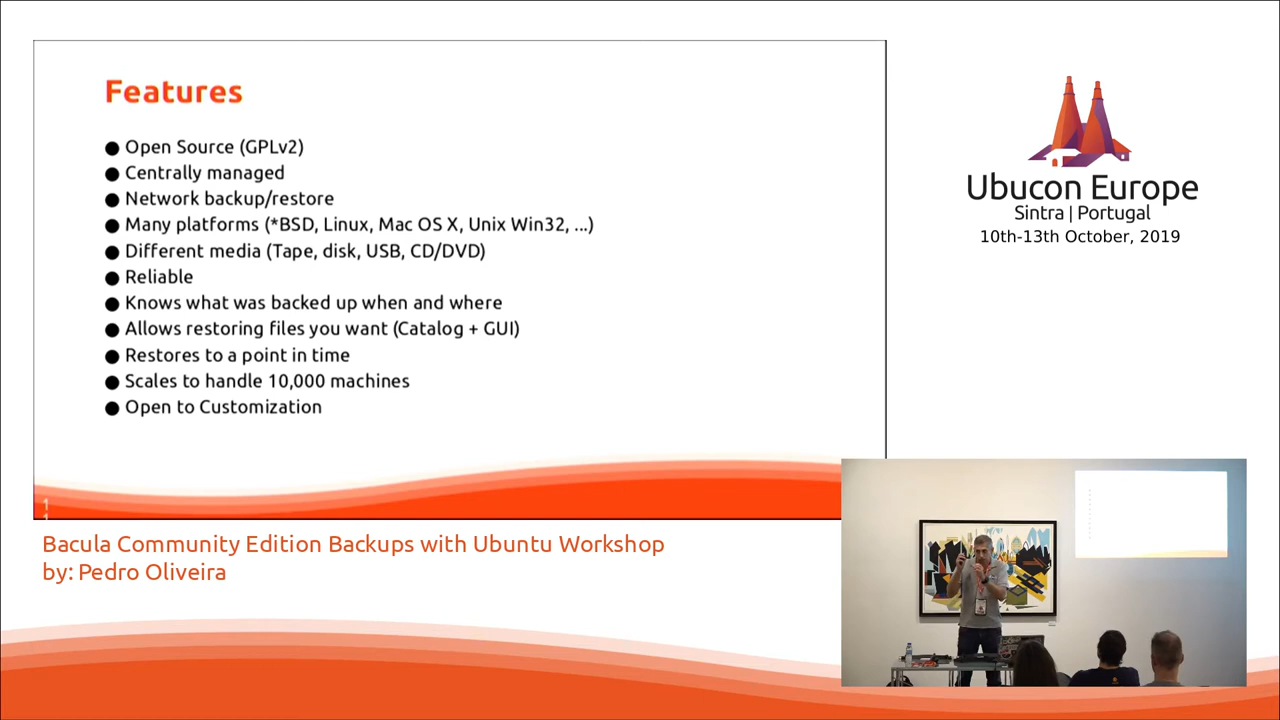 Features
● Open Source (GPLv2)
● Centrally managed
● Network backup/restore
● Many platforms (*BSD, Linux, Mac OS X, Unix Win32, ...)
● Different media (Tape, disk, USB, CD/DVD)
● Reliable
● Knows what was backed up when and where
● Allows restoring files you want (Catalog + GUI)
● Restores to a point in time
● Scales to handle 10,000 machines
● Open to Customization
1
1
Bacula Community Edition Backups with Ubuntu Workshop
by: Pedro Oliveira
Ubucon Europe
Sintra | Portugal
10th-13th October, 2019